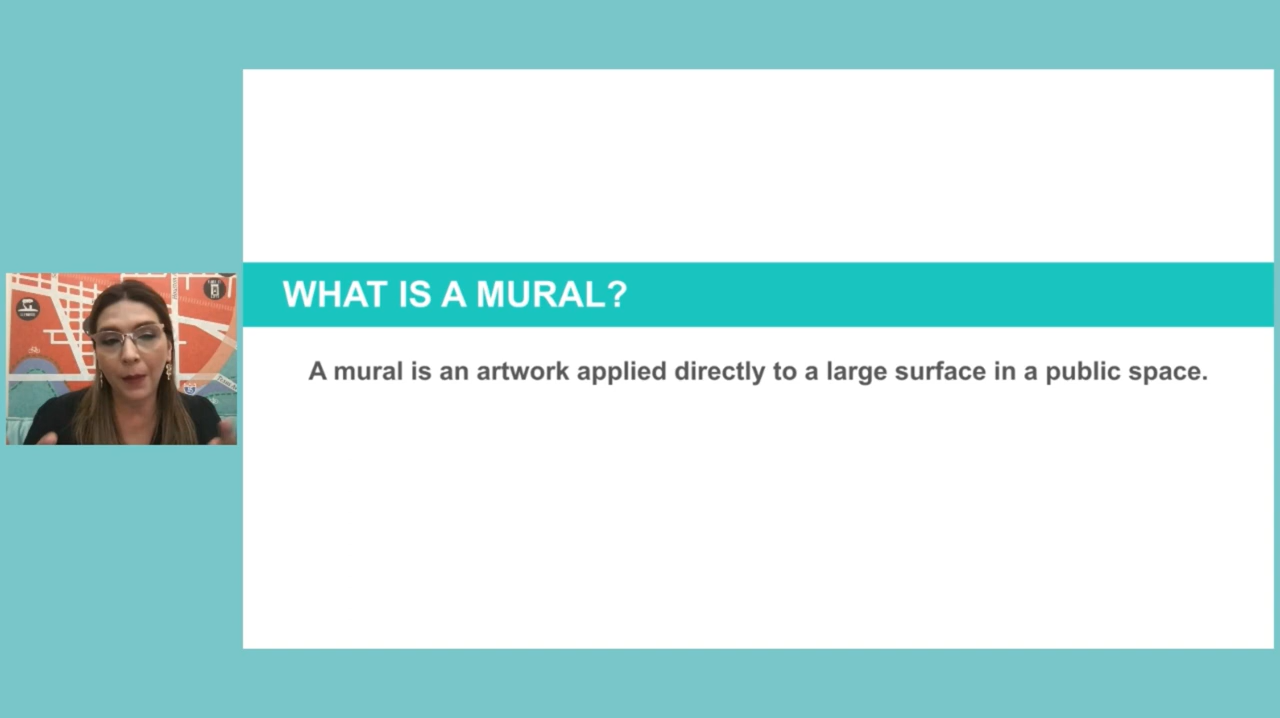 WHAT IS A MURAL?
A mural is an artwork applied directly to a large surface in a public space.